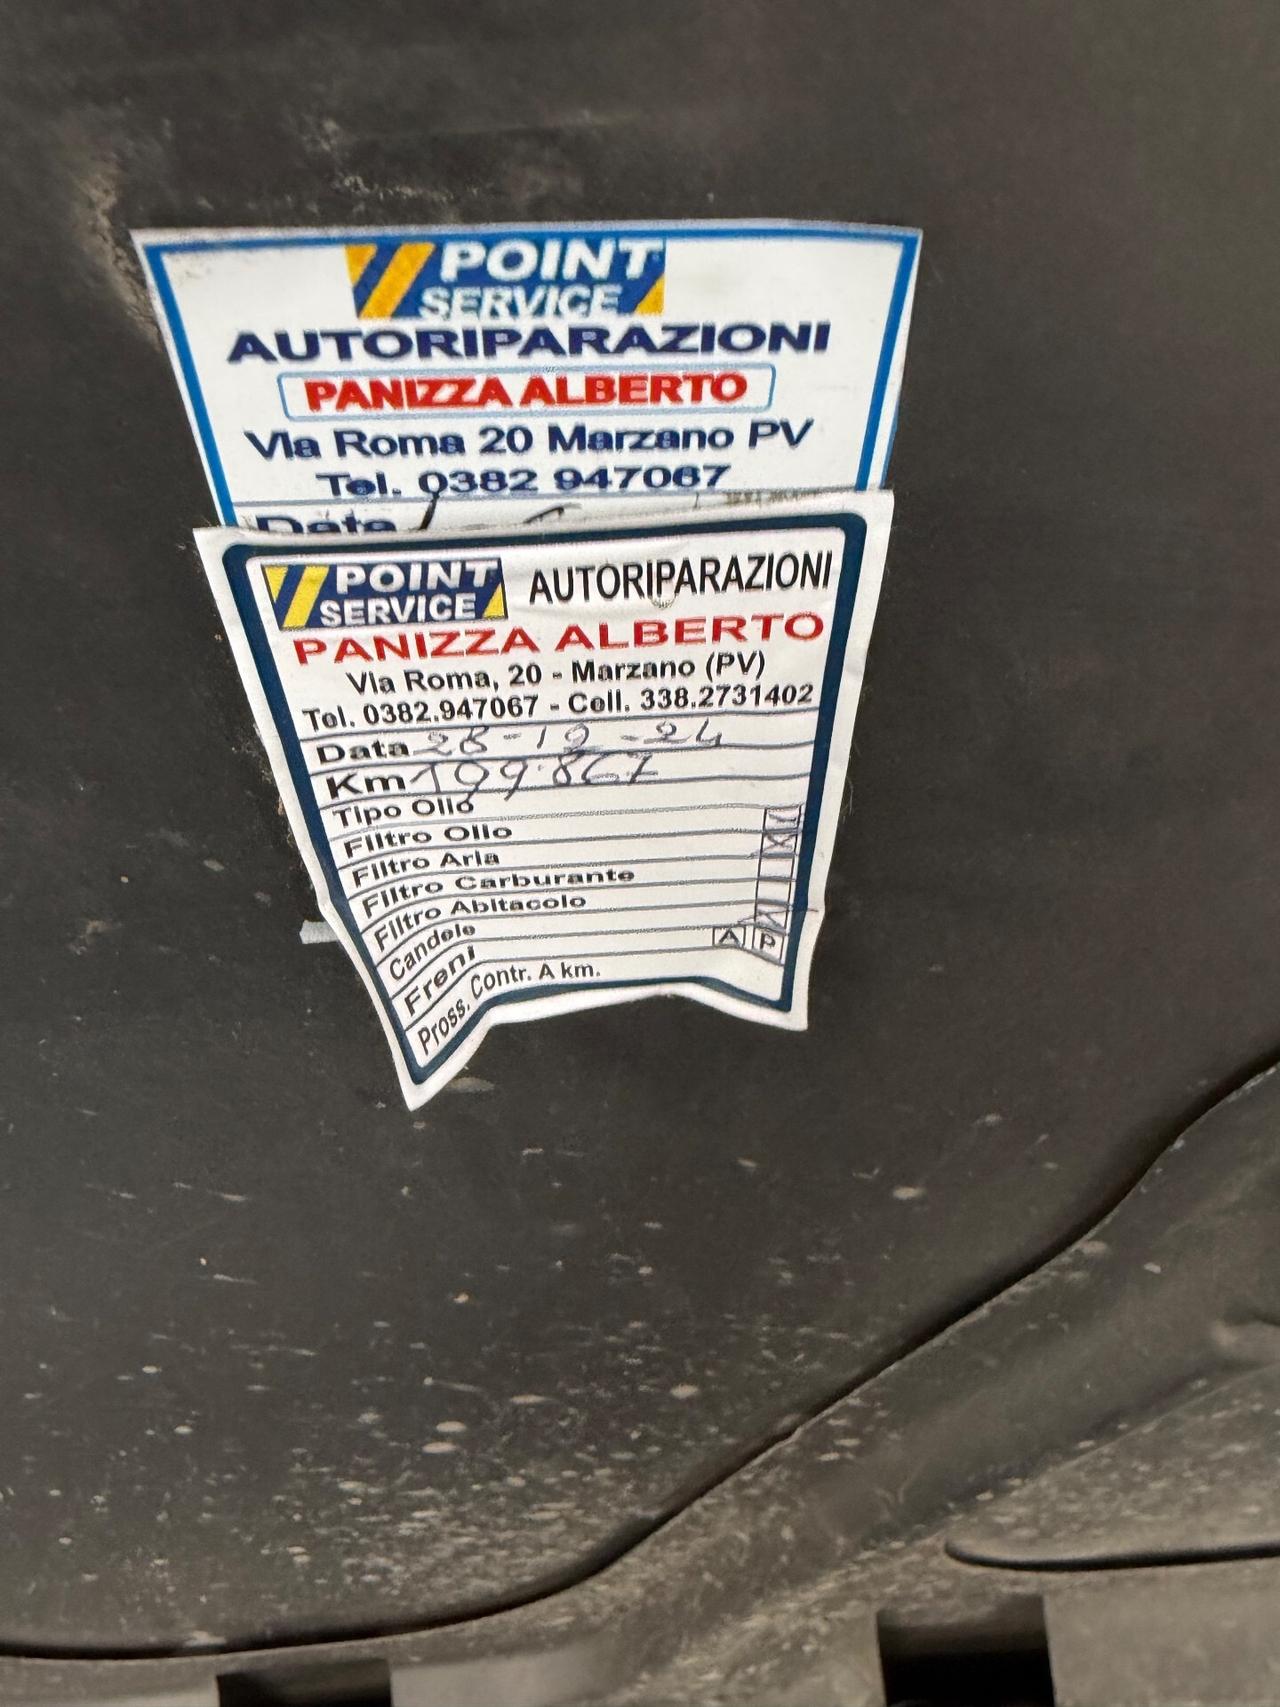 POINT
SERVICE
AUTORIPARAZIONI
PANIZZA ALBERTO
Via Roma 20 Marzano PV
Tel. 0382 947067
Data
POINT
SERVICE
AUTORIPARAZIONI
PANIZZA ALBERTO
Via Roma, 20 - Marzano (PV)
Tel. 0382.947067 - Cell. 338.2731402
Data 28-12-24
Km
Tipo Olio
Filtro Olio X
Filtro Aria
Filtro Carburante
Filtro Abitacolo X
Candele
Freni A P
Pross. Contr. A km.